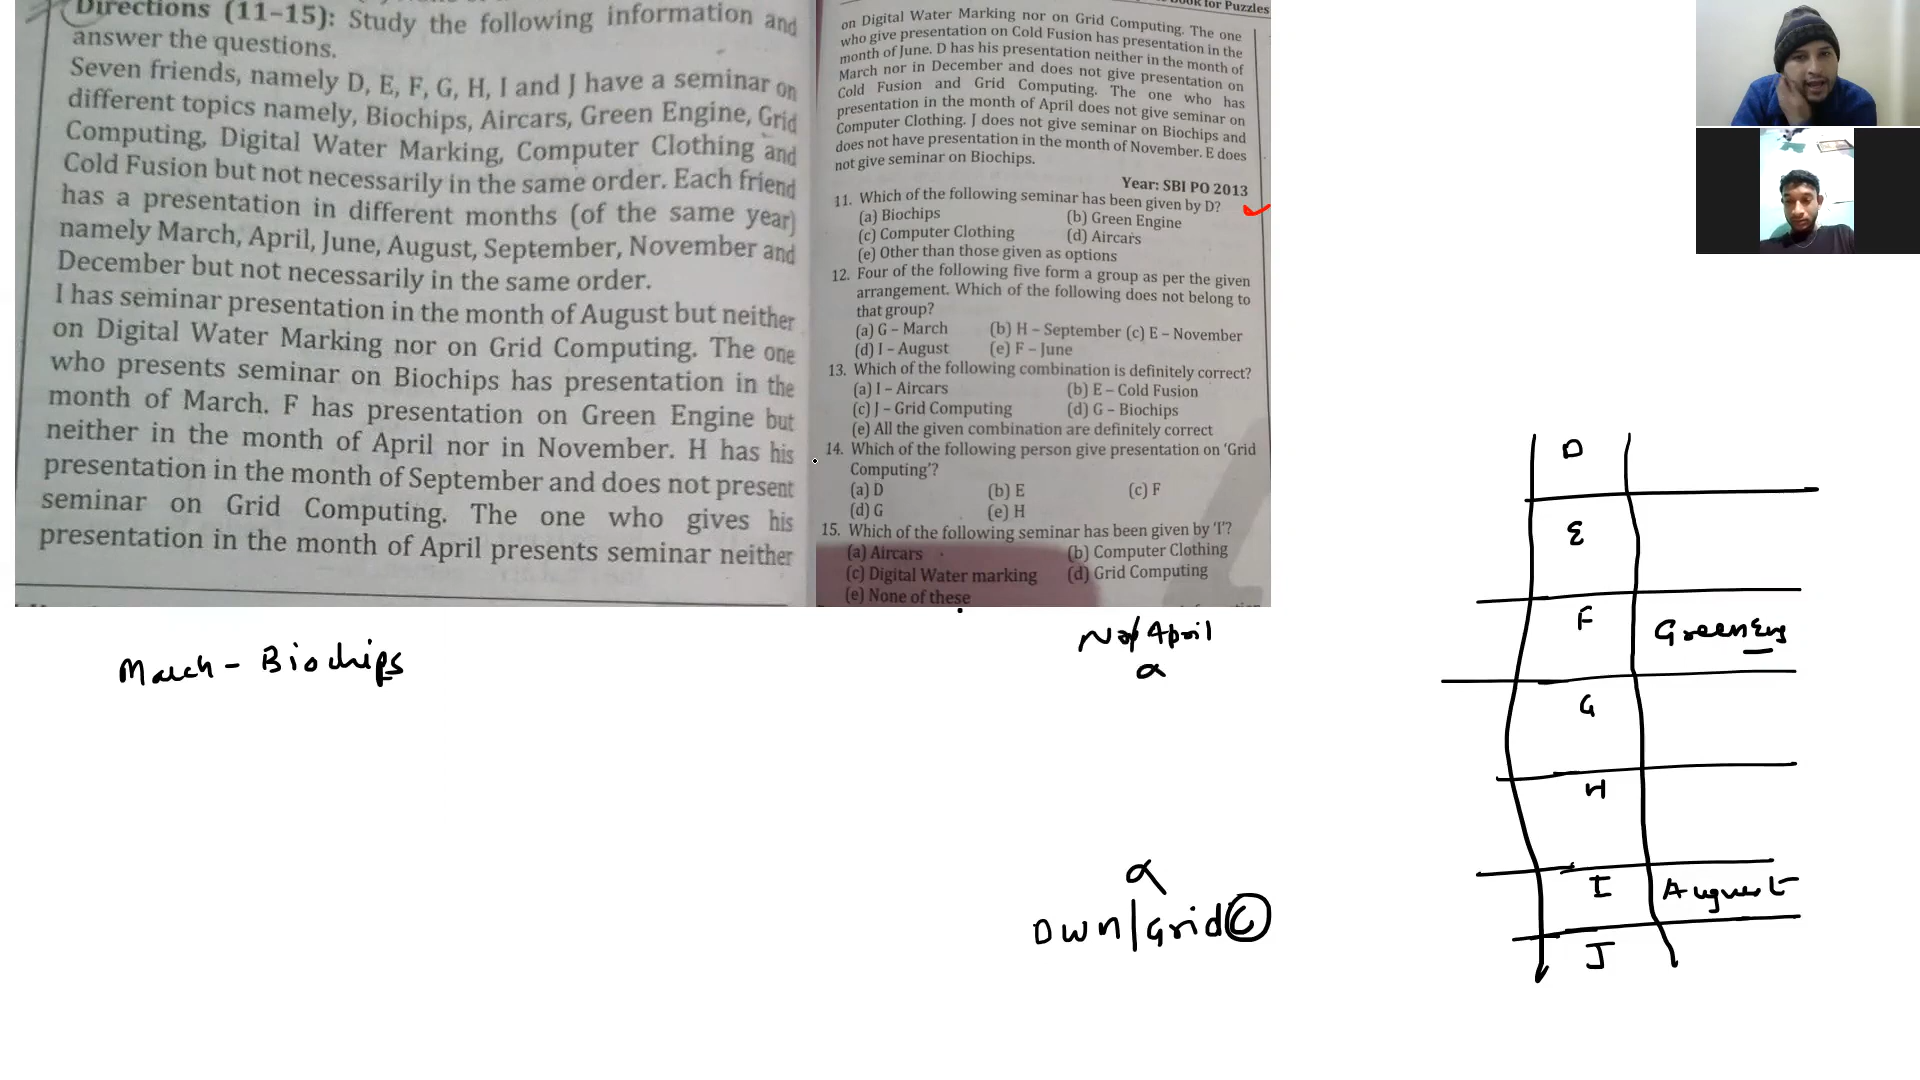 Directions (11-15): Study the following information and
answer the questions.
Seven friends, namely D, E, F, G, H, I and J have a seminar on
different topics namely, Biochips, Aircars, Green Engine, Grid
Computing, Digital Water Marking, Computer Clothing and
Cold Fusion but not necessarily in the same order. Each friend
has a presentation in different months (of the same year)
namely March, April, June, August, September, November and
December but not necessarily in the same order.
I has seminar presentation in the month of August but neither
on Digital Water Marking nor on Grid Computing. The one
who presents seminar on Biochips has presentation in the
month of March. F has presentation on Green Engine but
neither in the month of April nor in November. H has his
presentation in the month of September and does not present
seminar on Grid Computing. The one who gives his
presentation in the month of April presents seminar neither
Book for Puzzles
on Digital Water Marking nor on Grid Computing. The one
who give presentation on Cold Fusion has presentation in the
month of June. D has his presentation neither in the month of
March nor in December and does not give presentation on
Cold Fusion and Grid Computing. The one who has
presentation in the month of April does not give seminar on
Computer Clothing. J does not give seminar on Biochips and
does not have presentation in the month of November. E does
not give seminar on Biochips.
Year: SBI PO 2013
11. Which of the following seminar has been given by D?
(a) Biochips (b) Green Engine
(c) Computer Clothing (d) Aircars
(e) Other than those given as options
12. Four of the following five form a group as per the given
arrangement. Which of the following does not belong to
that group?
(a) G – March (b) H – September (c) E – November
(d) I – August (e) F – June
13. Which of the following combination is definitely correct?
(a) I – Aircars (b) E – Cold Fusion
(c) J – Grid Computing (d) G – Biochips
(e) All the given combination are definitely correct
14. Which of the following person give presentation on 'Grid
Computing'?
(a) D (b) E (c) F
(d) G (e) H
15. Which of the following seminar has been given by 'I'?
(a) Aircars (b) Computer Clothing
(c) Digital Water marking (d) Grid Computing
(e) None of these
March - Biochips
Not April
DWM/Grid C
D
E
F Green Eng
G
H
I August
J